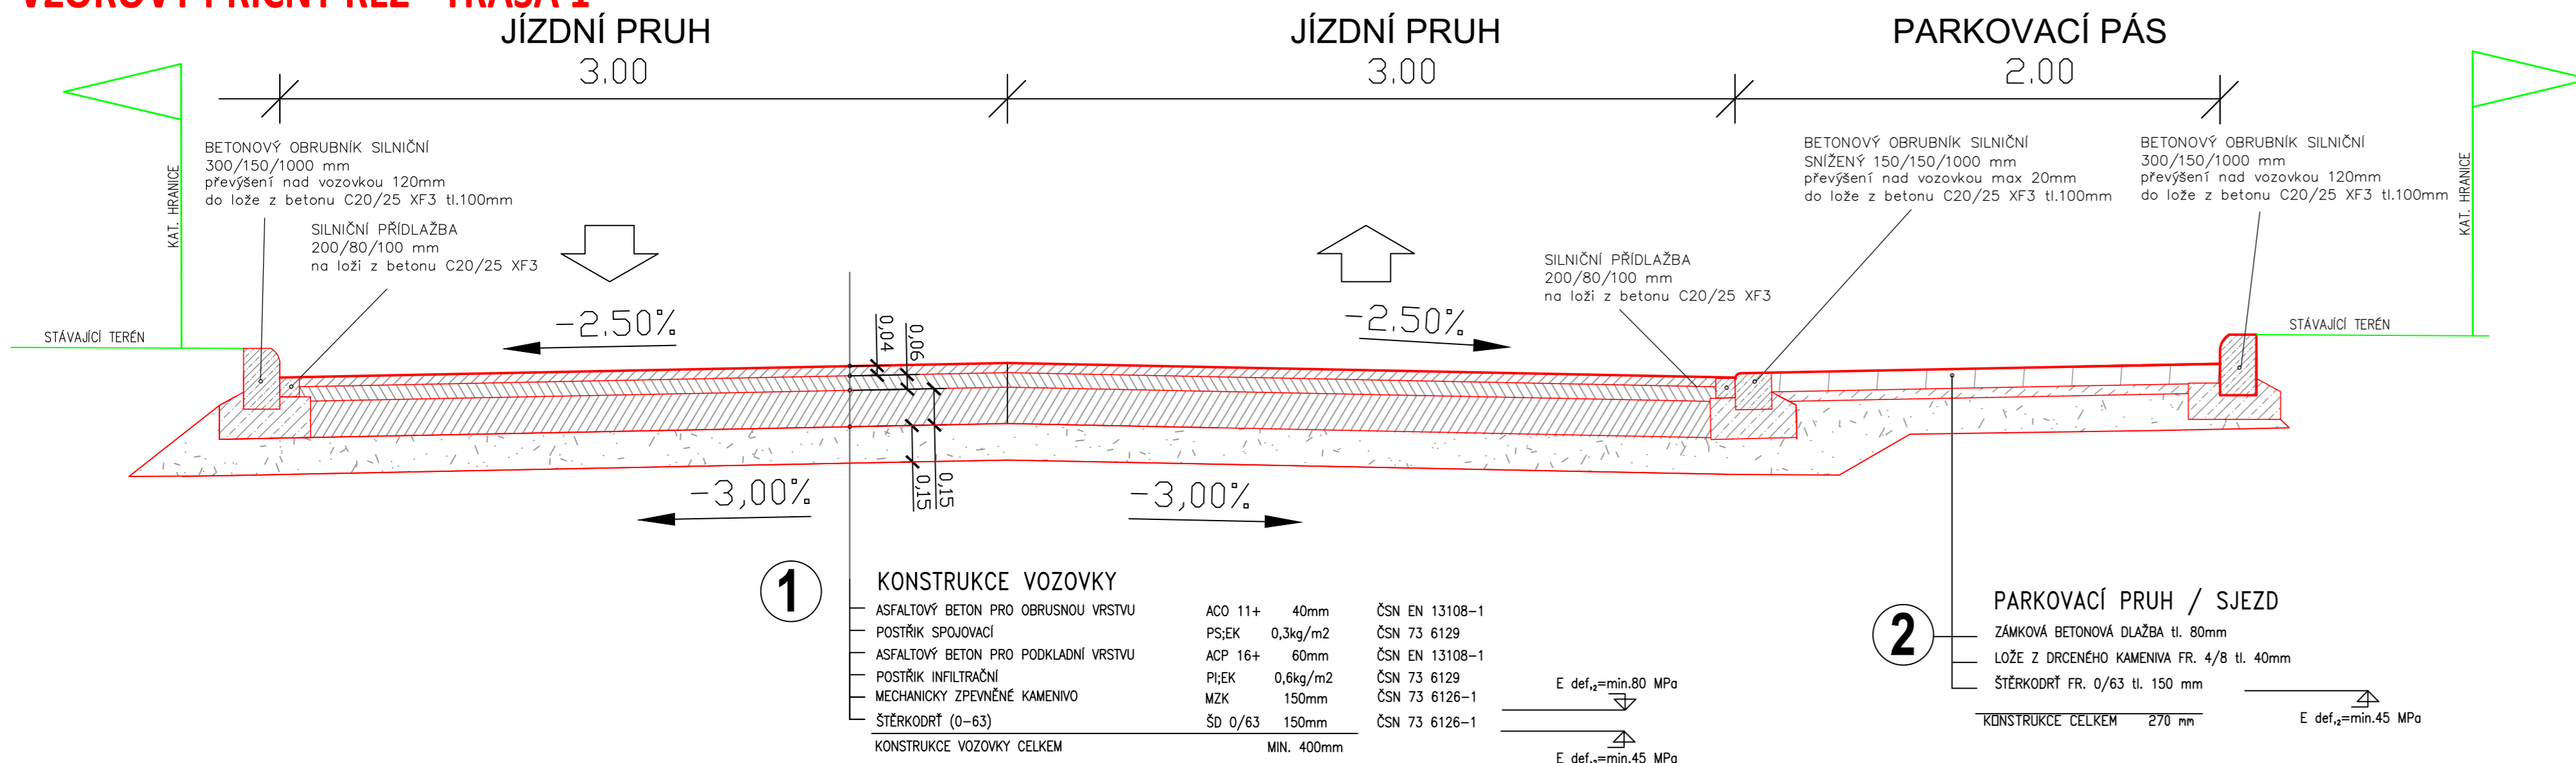 VZOROVÝ PŘÍČNÝ ŘEZ - TRASA 1
JÍZDNÍ PRUH
3.00
JÍZDNÍ PRUH
3.00
PARKOVACÍ PÁS
2.00
KAT. HRANICE
BETONOVÝ OBRUBNÍK SILNIČNÍ
300/150/1000 mm
převýšení nad vozovkou 120mm
do lože z betonu C20/25 XF3 tl.100mm
SILNIČNÍ PŘÍDLAŽBA
200/80/100 mm
na loži z betonu C20/25 XF3
BETONOVÝ OBRUBNÍK SILNIČNÍ
SNÍŽENÝ 150/150/1000 mm
převýšení nad vozovkou max 20mm
do lože z betonu C20/25 XF3 tl.100mm
BETONOVÝ OBRUBNÍK SILNIČNÍ
300/150/1000 mm
převýšení nad vozovkou 120mm
do lože z betonu C20/25 XF3 tl.100mm
KAT. HRANICE
SILNIČNÍ PŘÍDLAŽBA
200/80/100 mm
na loži z betonu C20/25 XF3
STÁVAJÍCÍ TERÉN
-2.50%
0,04
0,06
-2.50%
STÁVAJÍCÍ TERÉN
-3,00%
0,15
0,15
-3,00%
1
KONSTRUKCE VOZOVKY
ASFALTOVÝ BETON PRO OBRUSNOU VRSTVU ACO 11+ 40mm ČSN EN 13108-1
POSTŘIK SPOJOVACÍ PS;EK 0,3kg/m2 ČSN 73 6129
ASFALTOVÝ BETON PRO PODKLADNÍ VRSTVU ACP 16+ 60mm ČSN EN 13108-1
POSTŘIK INFILTRAČNÍ PI;EK 0,6kg/m2 ČSN 73 6129
MECHANICKY ZPEVNĚNÉ KAMENIVO MZK 150mm ČSN 73 6126-1
ŠTĚRKODRŤ (0-63) ŠD 0/63 150mm ČSN 73 6126-1
KONSTRUKCE VOZOVKY CELKEM MIN. 400mm
E def,₂=min.80 MPa
E def,₂=min.45 MPa
2
PARKOVACÍ PRUH / SJEZD
ZÁMKOVÁ BETONOVÁ DLAŽBA tl. 80mm
LOŽE Z DRCENÉHO KAMENIVA FR. 4/8 tl. 40mm
ŠTĚRKODRŤ FR. 0/63 tl. 150 mm
KONSTRUKCE CELKEM 270 mm
E def,₂=min.45 MPa